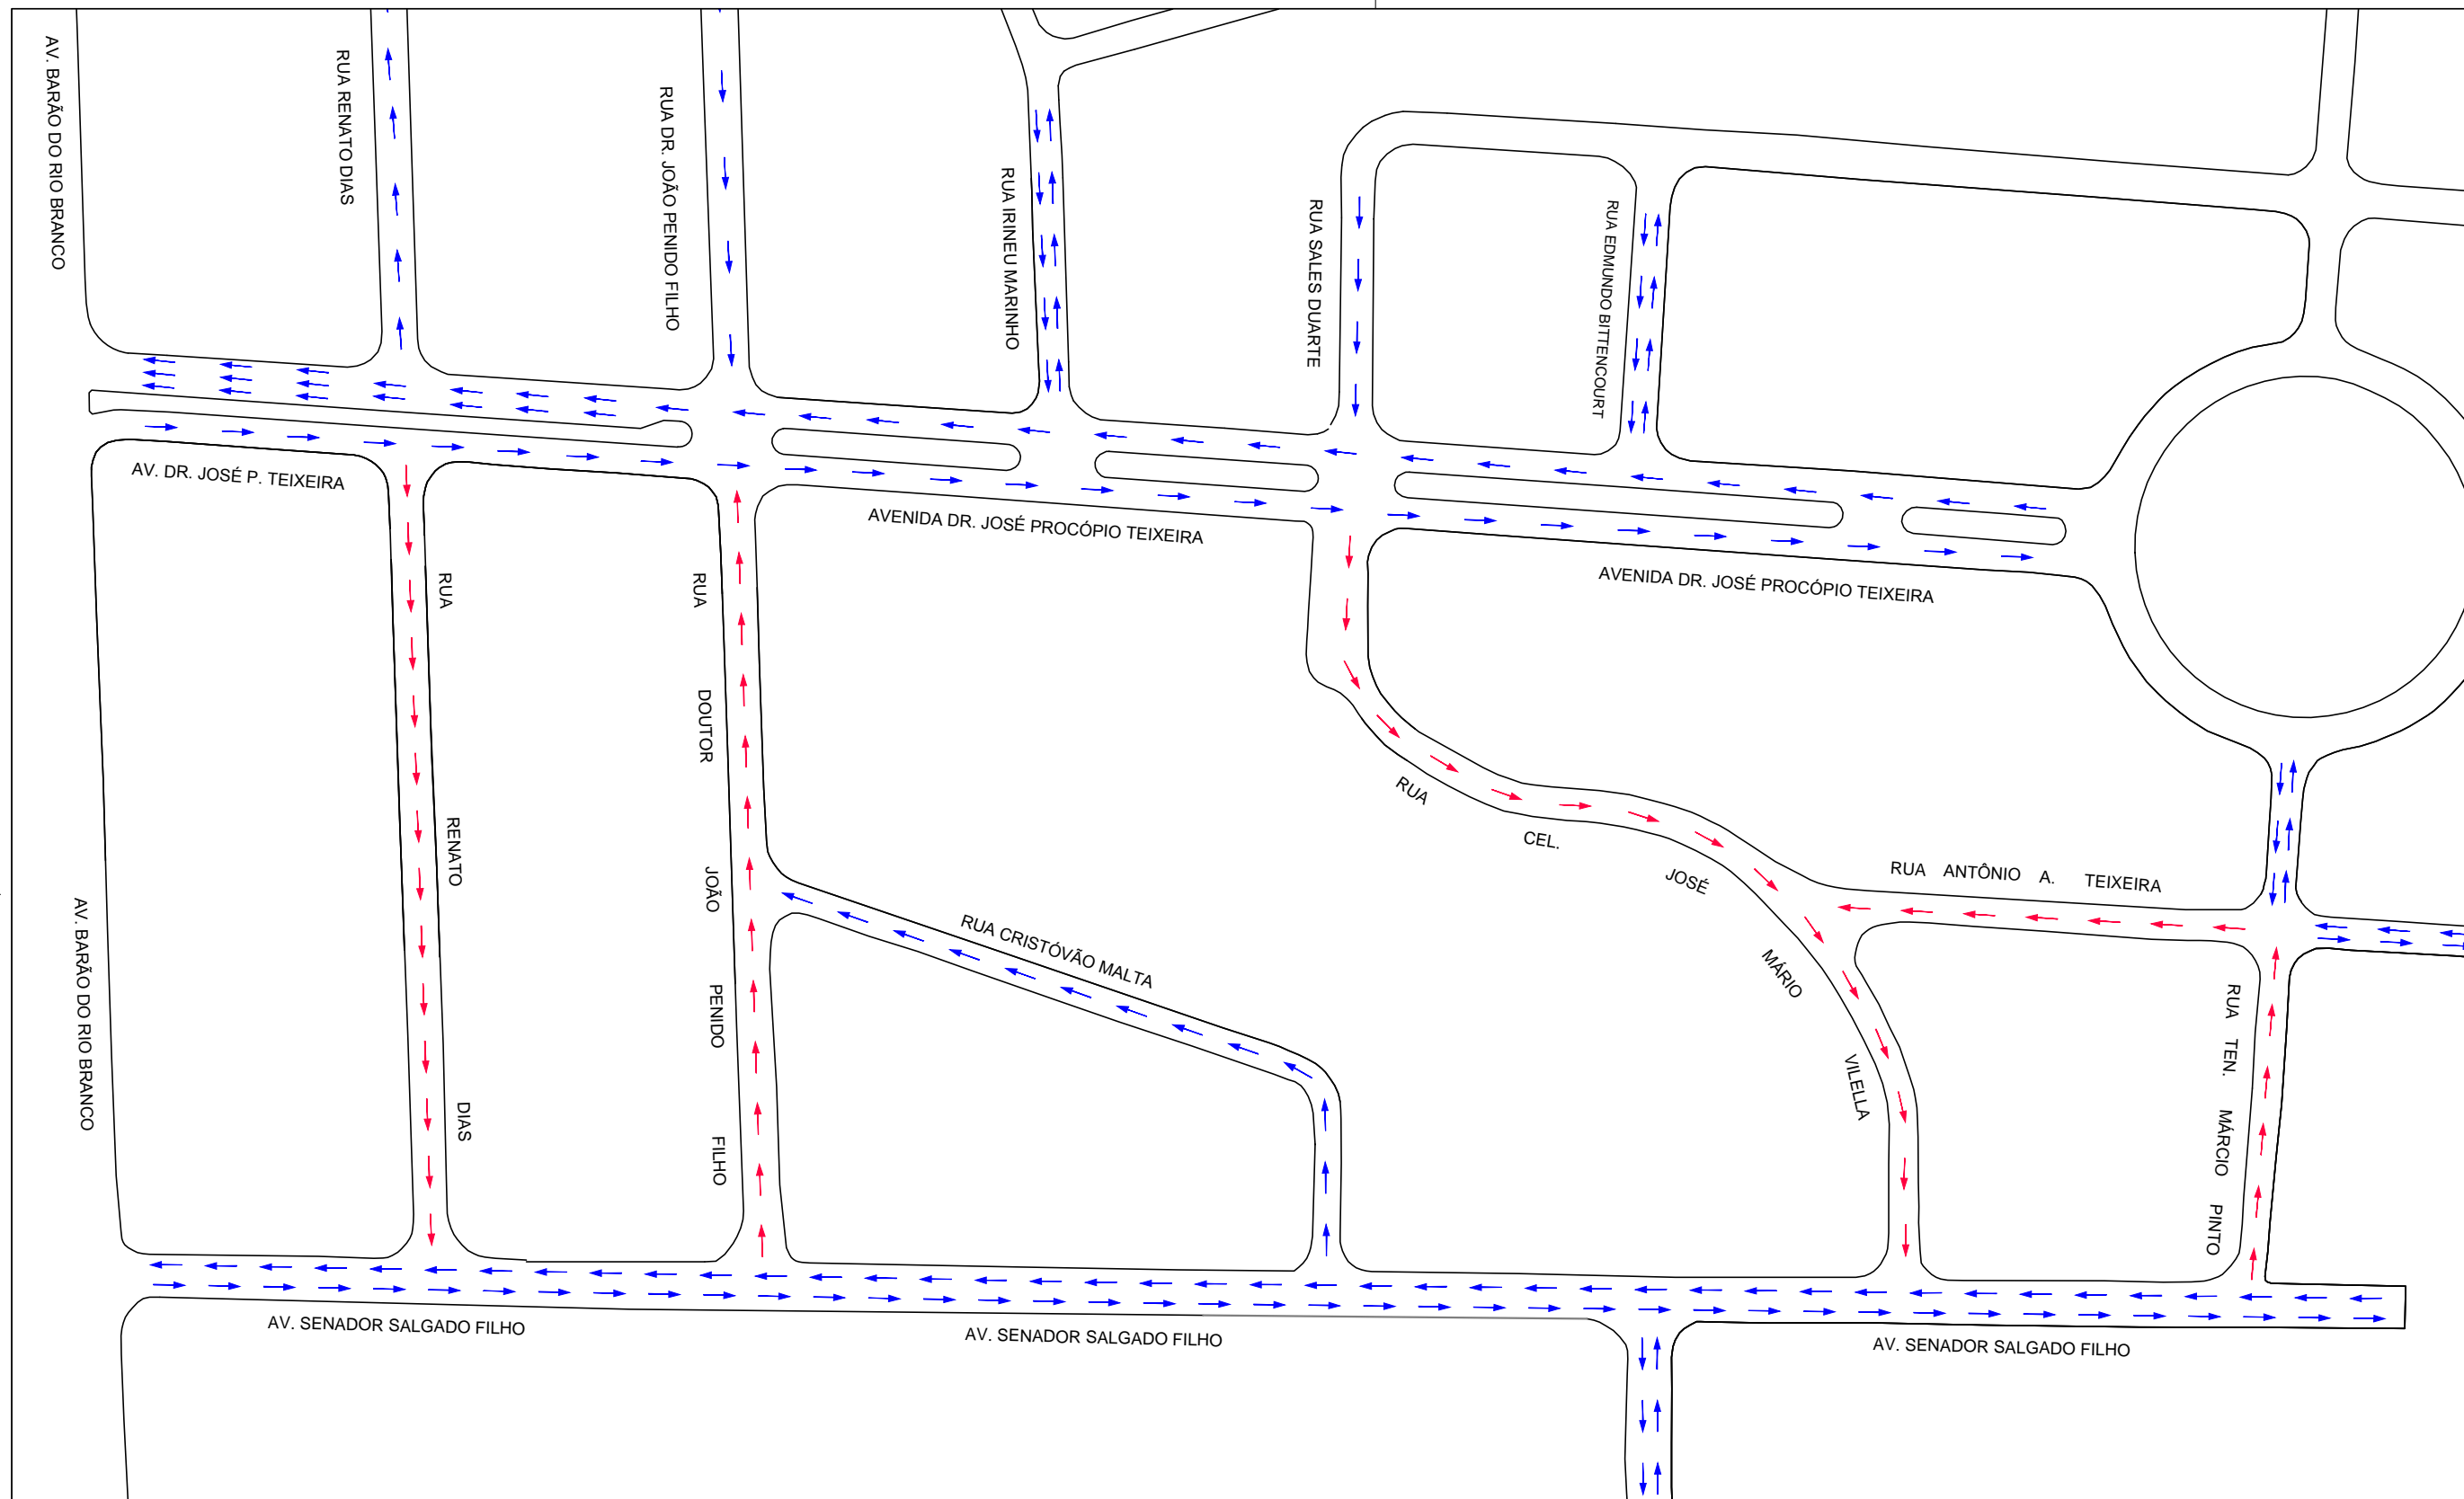 AV. BARÃO DO RIO BRANCO
RUA RENATO DIAS
RUA DR. JOÃO PENIDO FILHO
RUA IRINEU MARINHO
RUA SALES DUARTE
RUA EDMUNDO BITTENCOURT
AV. DR. JOSÉ P. TEIXEIRA
AVENIDA DR. JOSÉ PROCÓPIO TEIXEIRA
AVENIDA DR. JOSÉ PROCÓPIO TEIXEIRA
RUA RENATO DIAS
RUA DOUTOR JOÃO PENIDO FILHO
RUA CEL. JOSÉ MÁRIO VILELLA
RUA ANTÔNIO A. TEIXEIRA
RUA CRISTÓVÃO MALTA
AV. BARÃO DO RIO BRANCO
RUA TEN. MÁRCIO PINTO
AV. SENADOR SALGADO FILHO
AV. SENADOR SALGADO FILHO
AV. SENADOR SALGADO FILHO